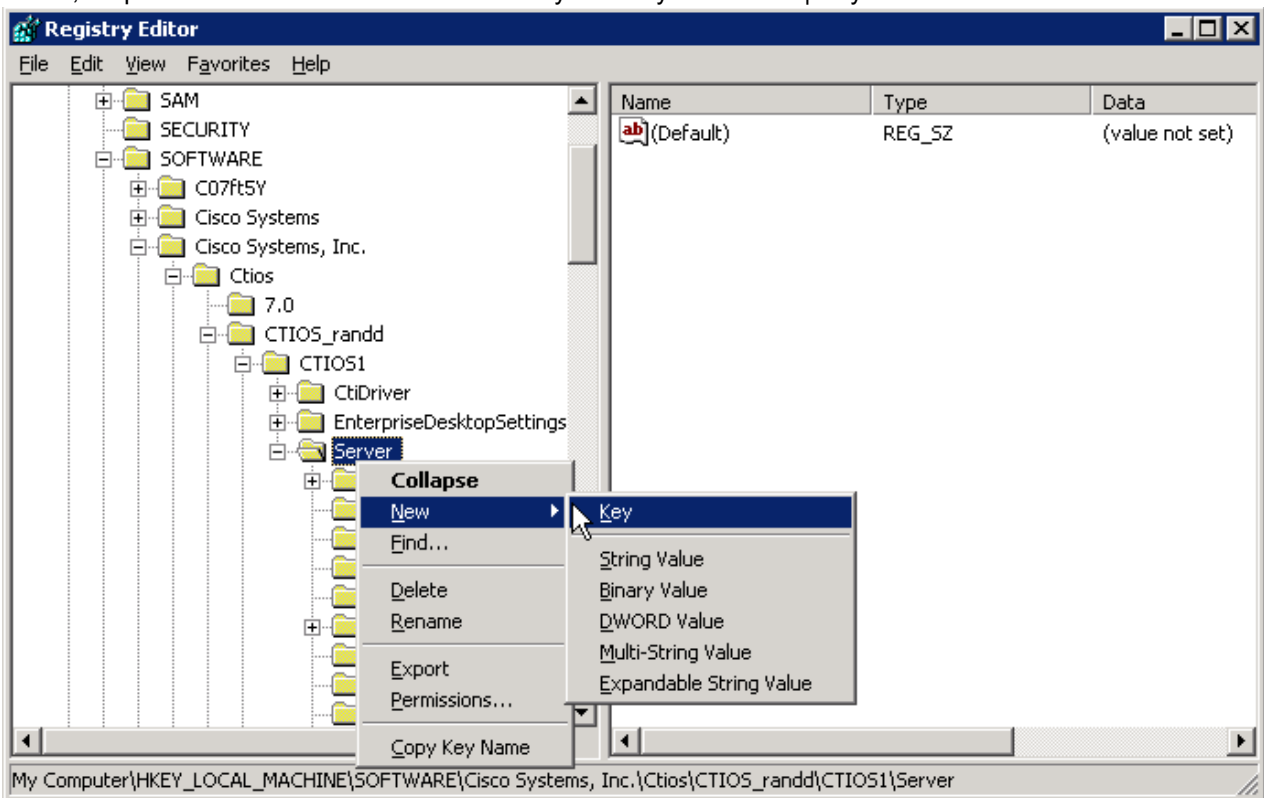 Registry Editor
File Edit View Favorites Help
SAM
SECURITY
SOFTWARE
C07ft5Y
Cisco Systems
Cisco Systems, Inc.
Ctios
7.0
CTIOS_randd
CTIOS1
CtiDriver
EnterpriseDesktopSettings
Server
Name Type Data
ab (Default) REG_SZ (value not set)
Collapse
New
Find...
Delete
Rename
Export
Permissions...
Copy Key Name
Key
String Value
Binary Value
DWORD Value
Multi-String Value
Expandable String Value
My Computer\HKEY_LOCAL_MACHINE\SOFTWARE\Cisco Systems, Inc.\Ctios\CTIOS_randd\CTIOS1\Server